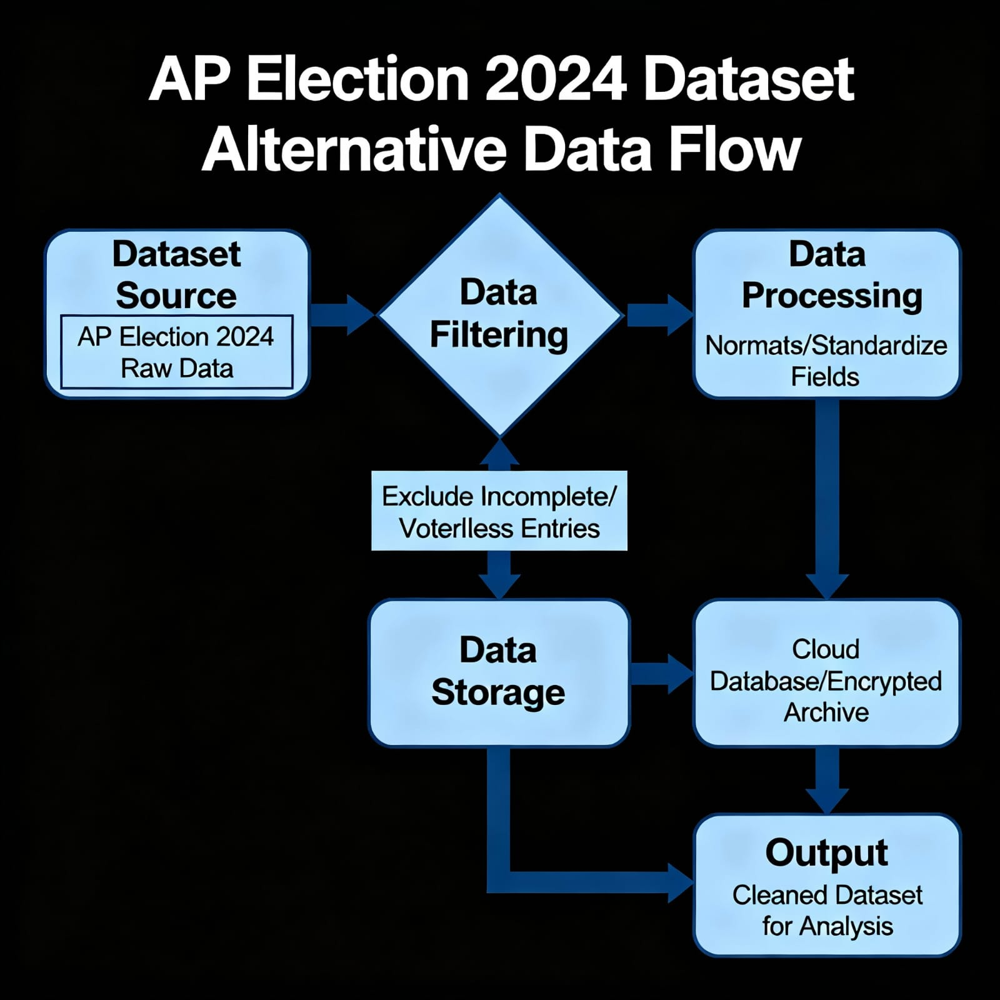 AP Election 2024 Dataset
Alternative Data Flow
Dataset
Source
AP Election 2024
Raw Data
Data
Filtering
Data
Processing
Normats/Standardize
Fields
Exclude Incomplete/
Voterlless Entries
Data
Storage
Cloud
Database/Encrypted
Archive
Output
Cleaned Dataset
for Analysis